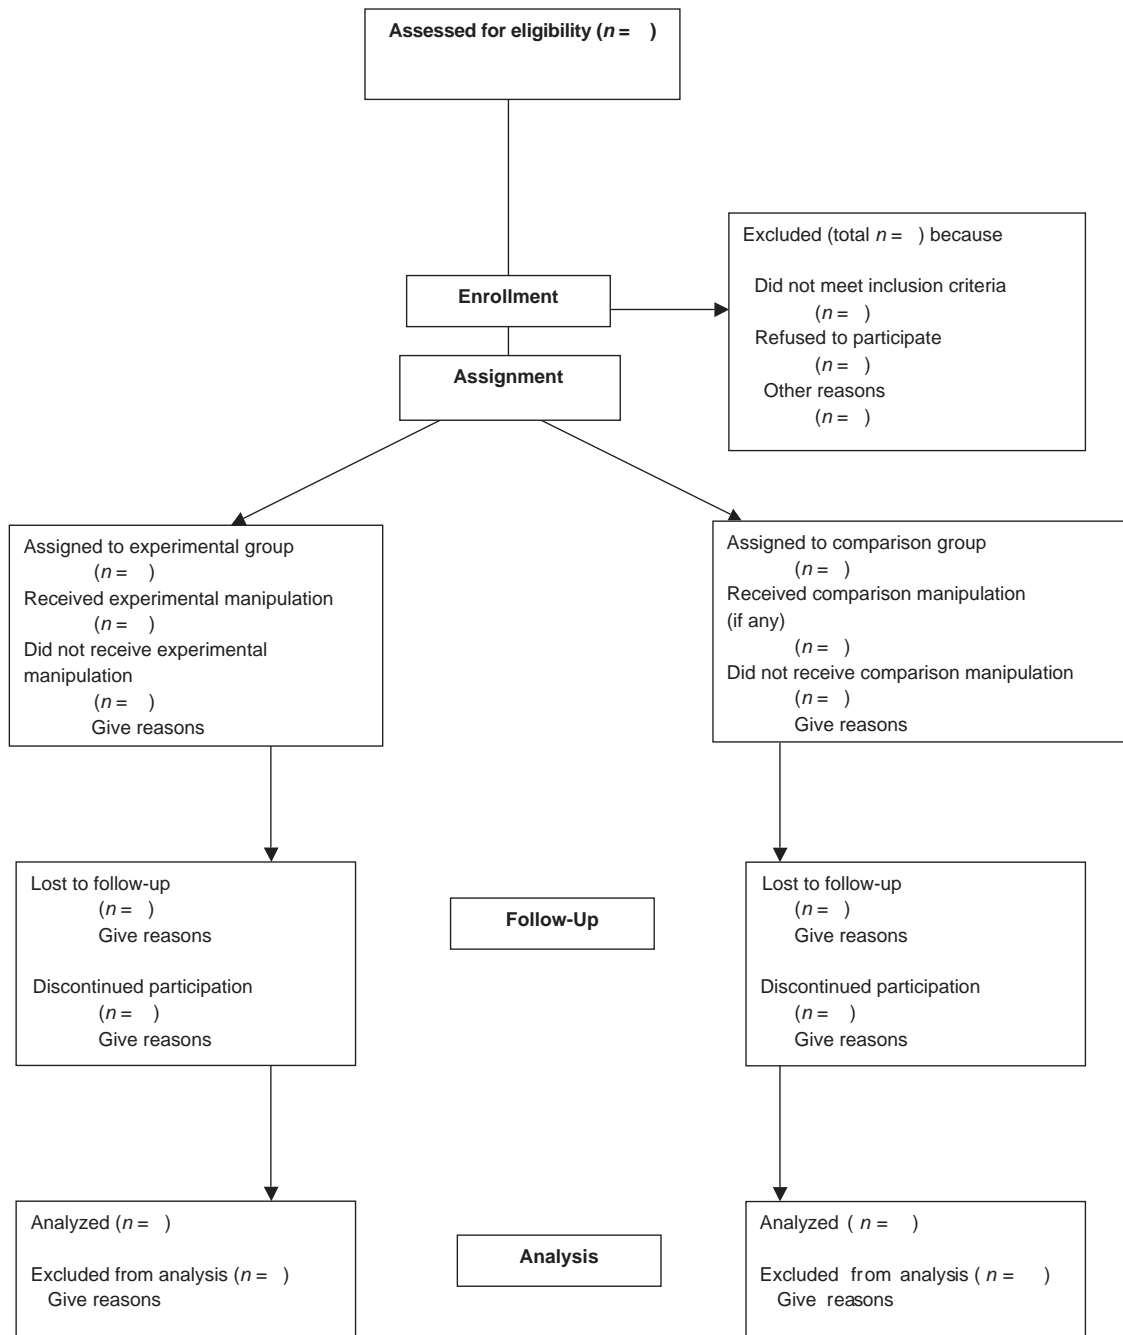 Assessed for eligibility (n = )
Enrollment
Excluded (total n = ) because
Did not meet inclusion criteria
(n = )
Refused to participate
(n = )
Other reasons
(n = )
Assignment
Assigned to experimental group
(n = )
Received experimental manipulation
(n = )
Did not receive experimental
manipulation
(n = )
Give reasons
Assigned to comparison group
(n = )
Received comparison manipulation
(if any)
(n = )
Did not receive comparison manipulation
(n = )
Give reasons
Lost to follow-up
(n = )
Give reasons
Discontinued participation
(n = )
Give reasons
Follow-Up
Lost to follow-up
(n = )
Give reasons
Discontinued participation
(n = )
Give reasons
Analyzed (n = )
Excluded from analysis (n = )
Give reasons
Analysis
Analyzed ( n = )
Excluded from analysis ( n = )
Give reasons